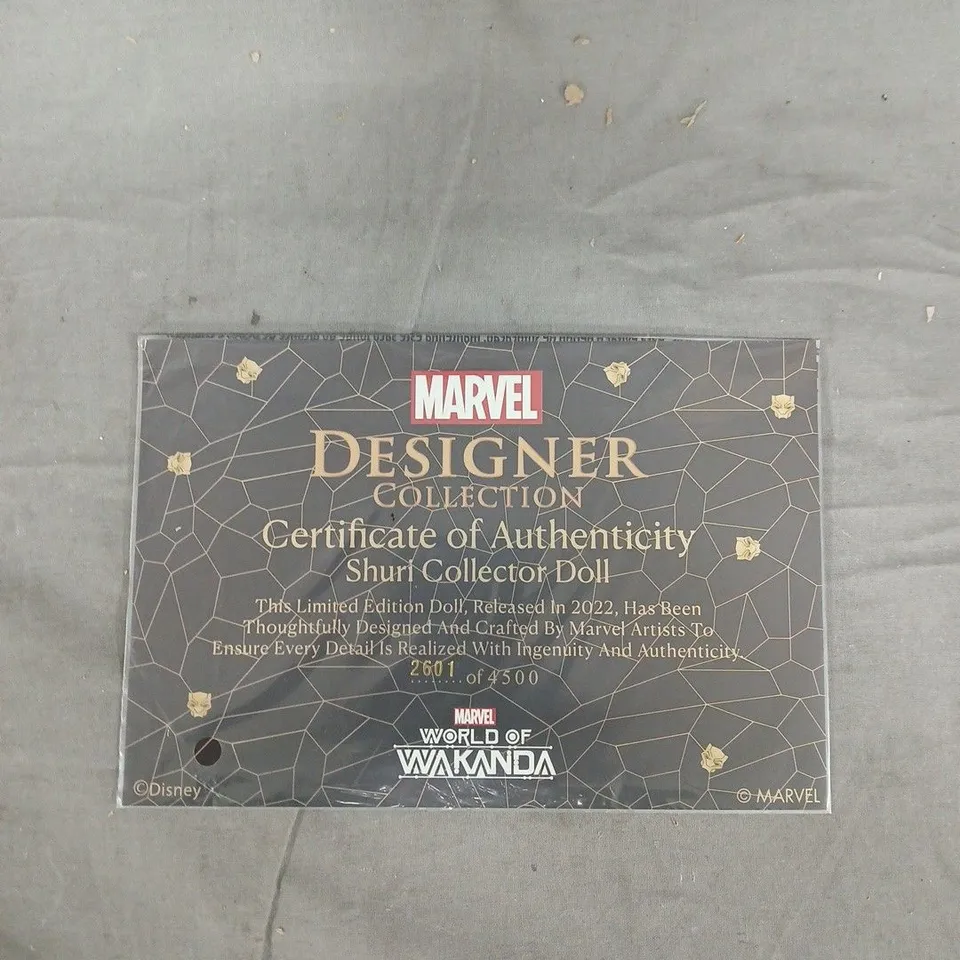 MARVEL
DESIGNER
COLLECTION
Certificate of Authenticity
Shuri Collector Doll
This Limited Edition Doll, Released In 2022, Has Been
Thoughtfully Designed And Crafted By Marvel Artists To
Ensure Every Detail Is Realized With Ingenuity And Authenticity.
2601 of 4500
MARVEL
WORLD OF
WAKANDA
©Disney
© MARVEL